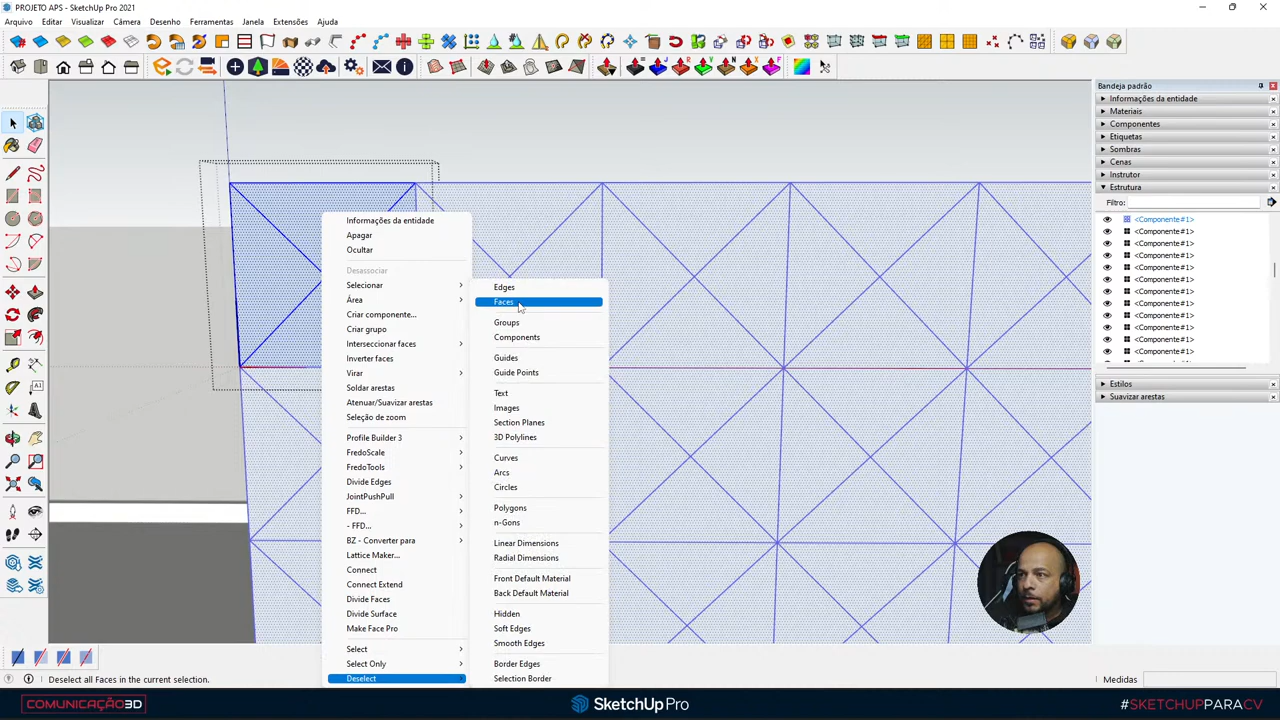 PROJETO APS - SketchUp Pro 2021
Arquivo Editar Visualizar Câmera Desenho Ferramentas Janela Extensões Ajuda
Bandeja padrão
Informações da entidade
Materiais
Componentes
Etiquetas
Sombras
Cenas
Instrutor
Estrutura
Filtro:
<Componente#1>
<Componente#1>
<Componente#1>
<Componente#1>
<Componente#1>
<Componente#1>
<Componente#1>
<Componente#1>
<Componente#1>
<Componente#1>
<Componente#1>
<Componente#1>
Estilos
Suavizar arestas
Informações da entidade
Apagar
Ocultar
Desassociar
Selecionar
Área
Criar componente...
Criar grupo
Interseccionar faces
Inverter faces
Virar
Soldar arestas
Atenuar/Suavizar arestas
Seleção de zoom
Profile Builder 3
FredoScale
FredoTools
Divide Edges
JointPushPull
FFD...
- FFD...
BZ - Converter para
Lattice Maker...
Connect
Connect Extend
Divide Faces
Divide Surface
Make Face Pro
Select
Select Only
Deselect
Edges
Faces
Groups
Components
Guides
Guide Points
Text
Images
Section Planes
3D Polylines
Curves
Arcs
Circles
Polygons
n-Gons
Linear Dimensions
Radial Dimensions
Front Default Material
Back Default Material
Hidden
Soft Edges
Smooth Edges
Border Edges
Selection Border
Deselect all Faces in the current selection.
Medidas
COMUNICAÇÃO3D
SketchUp Pro
#SKETCHUPPARACV